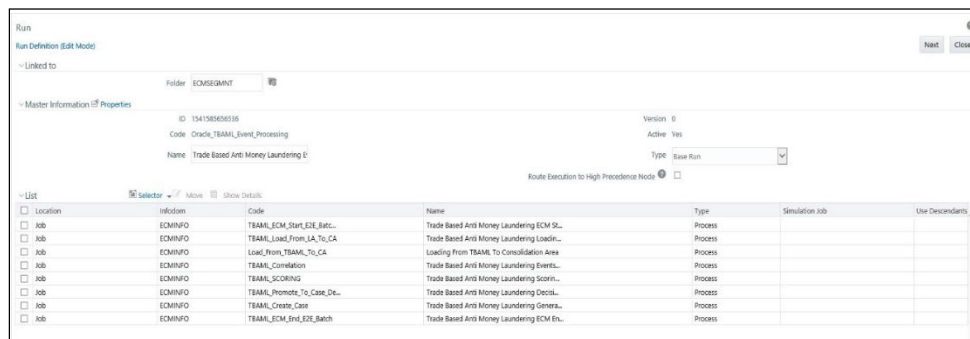 Run
Run Definition (Edit Mode)
Next Close
Linked to
Folder ECMSEGMNT
Master Information Properties
ID 1541585656536 Version 0
Code Oracle_TBAML_Event_Processing Active Yes
Name Trade Based Anti Money Laundering E Type Base Run
Route Execution to High Precedence Node
List Selector Move Show Details
Location Infodom Code Name Type Simulation Job Use Descendants
Job ECMINFO TBAML_ECM_Start_E2E_Batc... Trade Based Anti Money Laundering ECM St... Process
Job ECMINFO TBAML_Load_From_LA_To_CA Trade Based Anti Money Laundering Loadin... Process
Job ECMINFO Load_From_TBAML_To_CA Loading From TBAML To Consolidation Area Process
Job ECMINFO TBAML_Correlation Trade Based Anti Money Laundering Events... Process
Job ECMINFO TBAML_SCORING Trade Based Anti Money Laundering Scorin... Process
Job ECMINFO TBAML_Promote_To_Case_De... Trade Based Anti Money Laundering Decisi... Process
Job ECMINFO TBAML_Create_Case Trade Based Anti Money Laundering Genera... Process
Job ECMINFO TBAML_ECM_End_E2E_Batch Trade Based Anti Money Laundering ECM En... Process